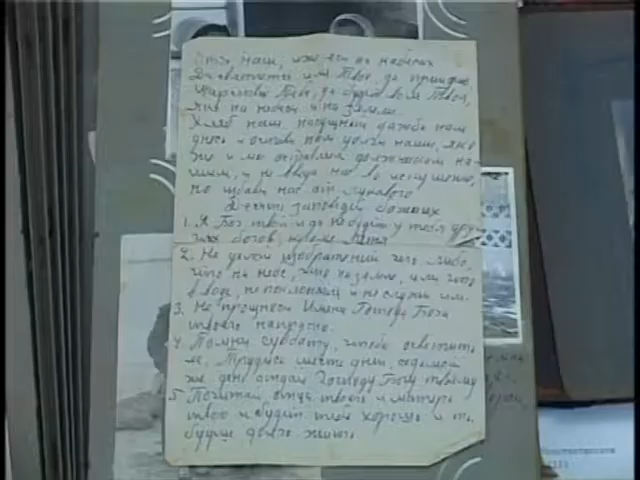 Отче наш, иже еси на небесех
Да святится имя Твое, да приидет
Царствие Твое, да будет воля Твоя,
яко на небеси и на земли.
Хлеб наш насущный даждь нам
днесь и остави нам долги наши, яко
же и мы оставляем должником на-
шим, и не введи нас во искушение,
но избави нас от лукавого
Десять заповедей божьих
1. Я Бог твой и да не будет у тебя дру-
гих богов, кроме Меня
2. Не делай изображений чего либо,
что на небе, что на земле, или что
в воде, не поклоняйся и не служи им.
3. Не произноси Имени Господа Бога
твоего напрасно.
4. Помни субботу, чтобы освятить
ее. Трудись шесть дней, седьмой
же день отдай Господу Богу твоему
5. Почитай отца твоего и матерь
твою и будет тебе хорошо и ты
будешь долго жить